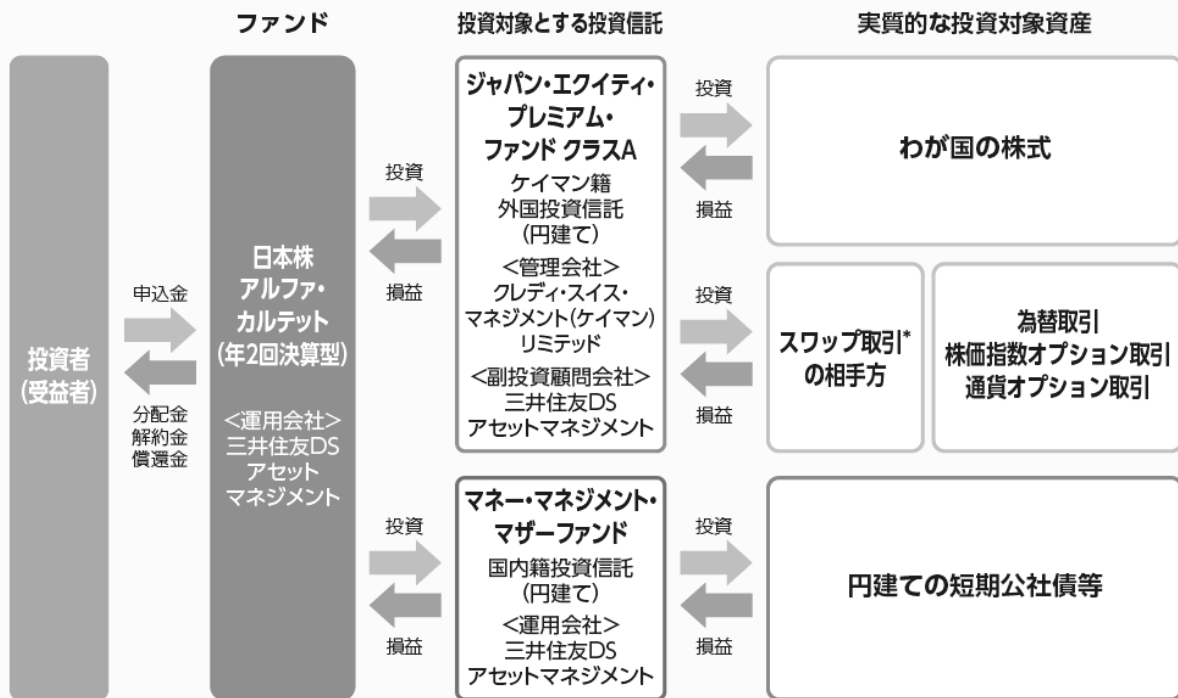 ファンド
投資対象とする投資信託
実質的な投資対象資産
投資者
(受益者)
申込金
分配金
解約金
償還金
日本株
アルファ・
カルテット
(年2回決算型)
<運用会社>
三井住友DS
アセット
マネジメント
投資
損益
ジャパン・エクイティ・
プレミアム・
ファンド クラスA
ケイマン籍
外国投資信託
(円建て)
<管理会社>
クレディ・スイス・
マネジメント(ケイマン)
リミテッド
<副投資顧問会社>
三井住友DS
アセットマネジメント
投資
損益
わが国の株式
投資
損益
スワップ取引*
の相手方
為替取引
株価指数オプション取引
通貨オプション取引
投資
損益
マネー・マネジメント・
マザーファンド
国内籍投資信託
(円建て)
<運用会社>
三井住友DS
アセットマネジメント
投資
損益
円建ての短期公社債等